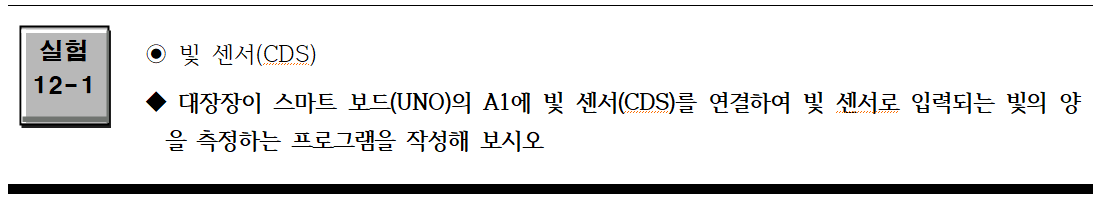 실험
12-1
◉ 빛 센서(CDS)
◆ 대장장이 스마트 보드(UNO)의 A1에 빛 센서(CDS)를 연결하여 빛 센서로 입력되는 빛의 양
을 측정하는 프로그램을 작성해 보시오